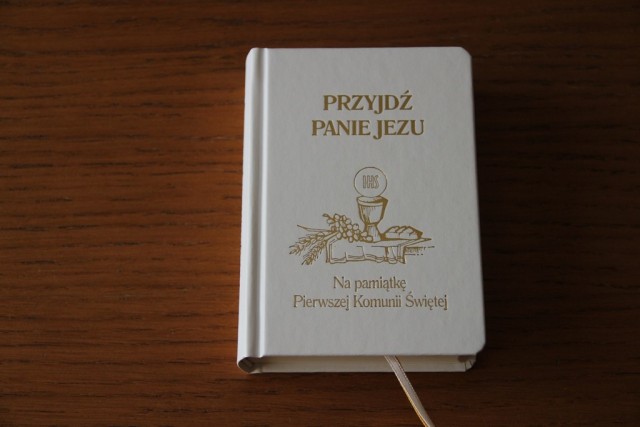 PRZYJDŹ
PANIE JEZU
Na pamiątkę
Pierwszej Komunii Świętej